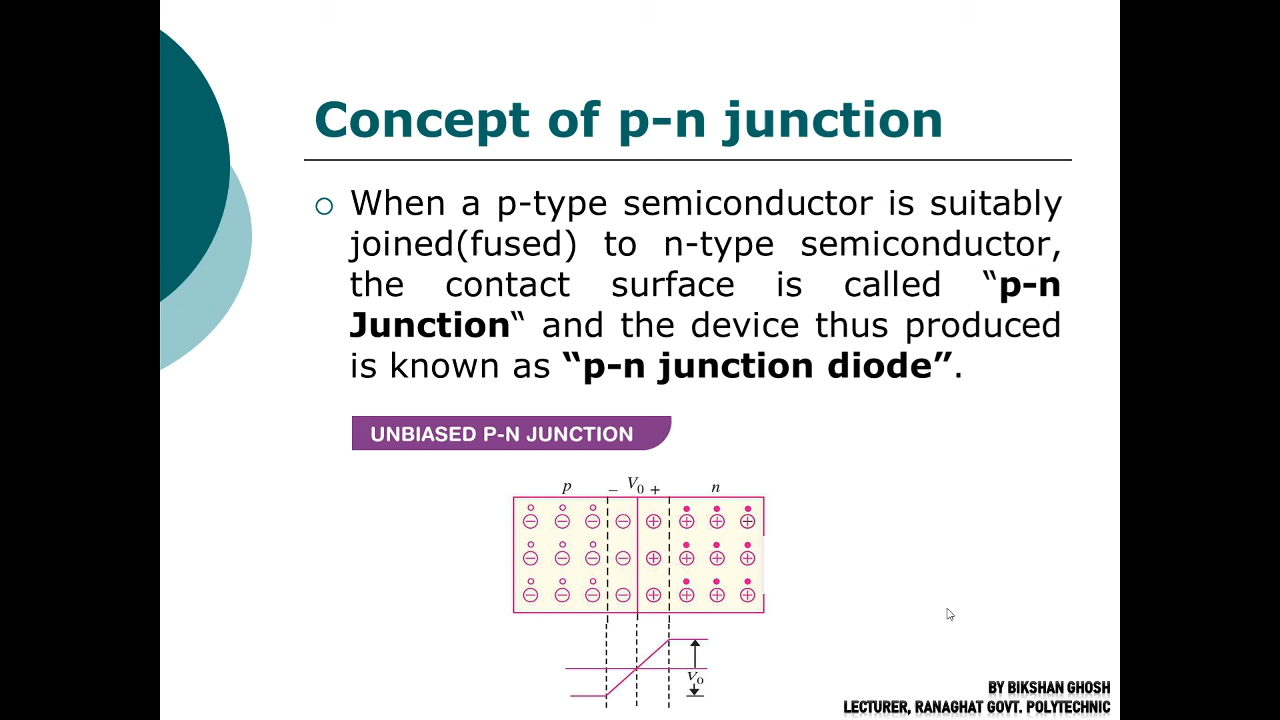 Concept of p-n junction
When a p-type semiconductor is suitably
joined(fused) to n-type semiconductor,
the contact surface is called “p-n
Junction“ and the device thus produced
is known as “p-n junction diode”.
UNBIASED P-N JUNCTION
p – V0 + n
V0
BY BIKSHAN GHOSH
LECTURER, RANAGHAT GOVT. POLYTECHNIC